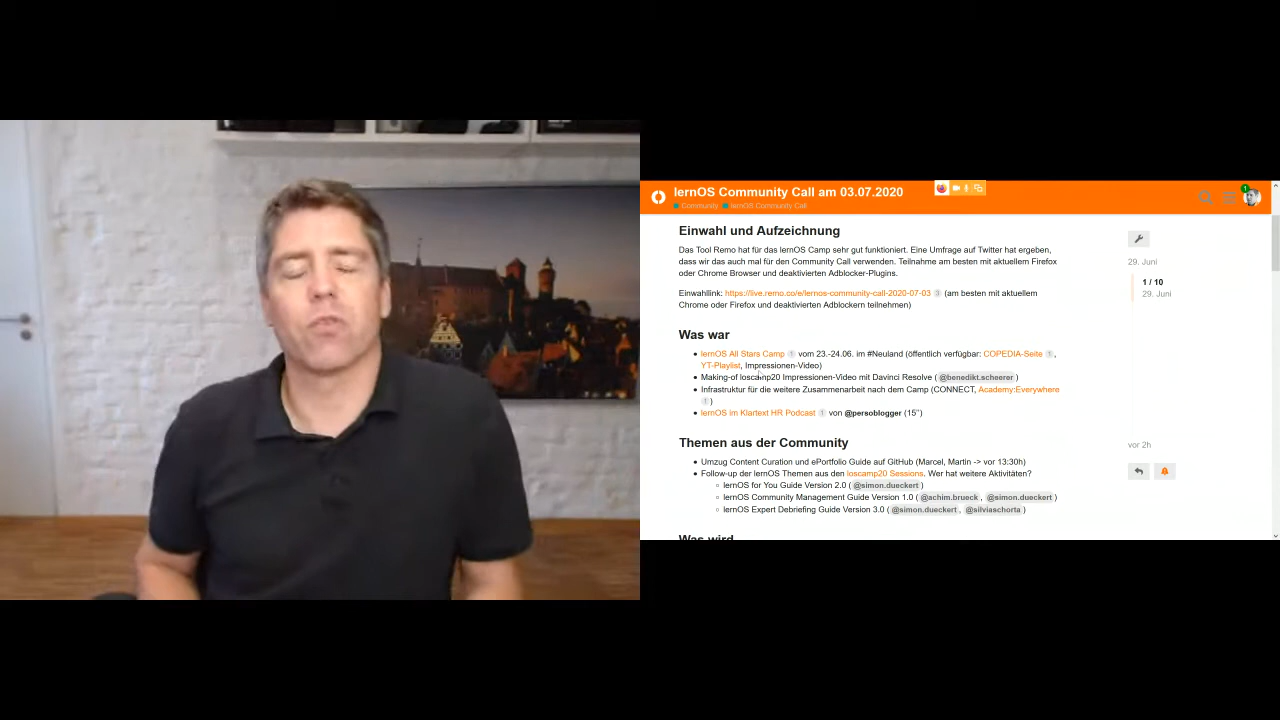 lernOS Community Call am 03.07.2020
Community lernOS Community Call
1
Einwahl und Aufzeichnung
Das Tool Remo hat für das lernOS Camp sehr gut funktioniert. Eine Umfrage auf Twitter hat ergeben,
dass wir das auch mal für den Community Call verwenden. Teilnahme am besten mit aktuellem Firefox
oder Chrome Browser und deaktivierten Adblocker-Plugins.
29. Juni
1 / 10
29. Juni
Einwahllink: https://live.remo.co/e/lernos-community-call-2020-07-03 3 (am besten mit aktuellem
Chrome oder Firefox und deaktivierten Adblockern teilnehmen)
Was war
lernOS All Stars Camp 1 vom 23.-24.06. im #Neuland (öffentlich verfügbar: COPEDIA-Seite 1,
YT-Playlist, Impressionen-Video)
Making-of loscamp20 Impressionen-Video mit Davinci Resolve ( @benedikt.scheerer )
Infrastruktur für die weitere Zusammenarbeit nach dem Camp (CONNECT, Academy:Everywhere
1 )
lernOS im Klartext HR Podcast 1 von @persoblogger (15")
Themen aus der Community
vor 2h
Umzug Content Curation und ePortfolio Guide auf GitHub (Marcel, Martin -> vor 13:30h)
Follow-up der lernOS Themen aus den loscamp20 Sessions. Wer hat weitere Aktivitäten?
lernOS for You Guide Version 2.0 ( @simon.dueckert )
lernOS Community Management Guide Version 1.0 ( @achim.brueck , @simon.dueckert )
lernOS Expert Debriefing Guide Version 3.0 ( @simon.dueckert, @silviaschorta )
Was wird